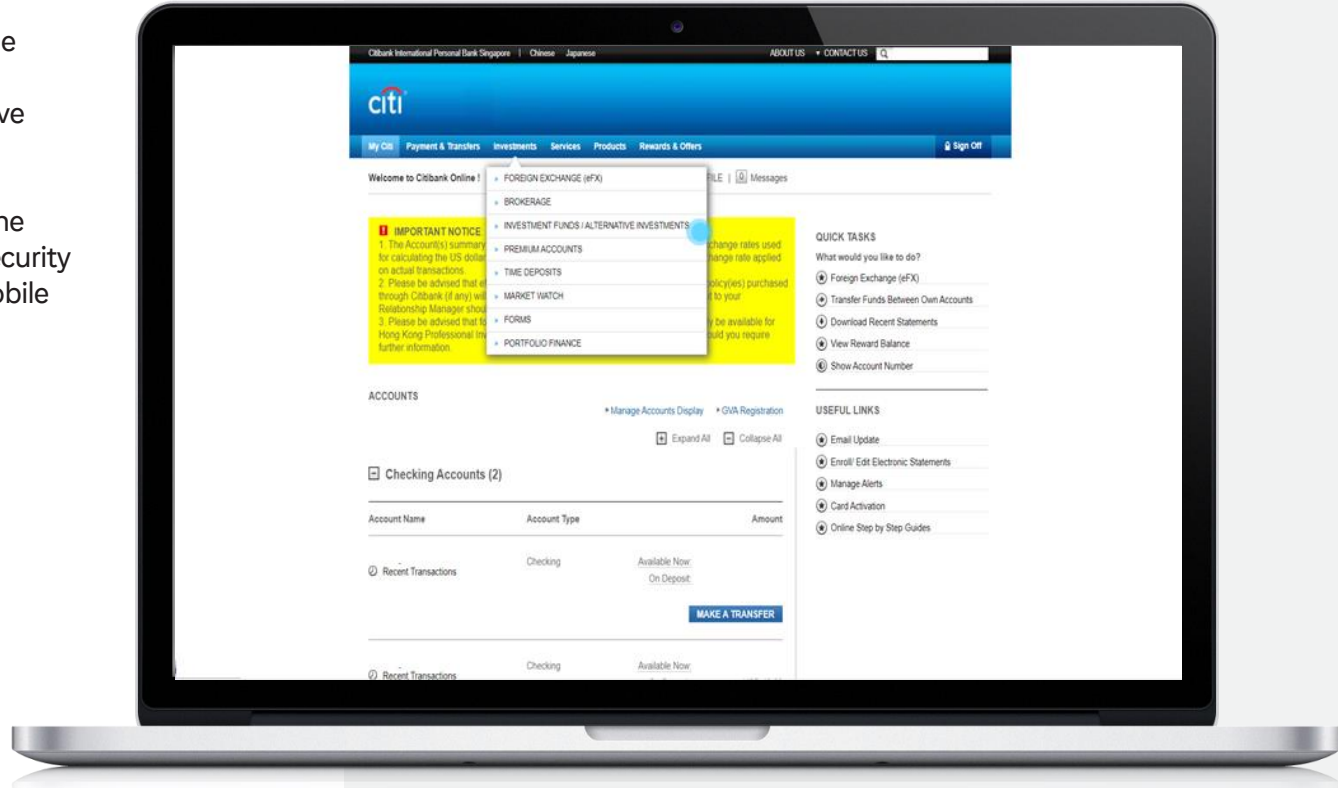 e
ve
ne
ecurity
obile
Citibank International Personal Bank Singapore | Chinese Japanese
ABOUT US CONTACT US
citi
My Citi Payment & Transfers Investments Services Products Rewards & Offers
Sign Off
Welcome to Citibank Online !
FILE | Messages
FOREIGN EXCHANGE (eFX)
BROKERAGE
INVESTMENT FUNDS / ALTERNATIVE INVESTMENTS
PREMIUM ACCOUNTS
TIME DEPOSITS
MARKET WATCH
FORMS
PORTFOLIO FINANCE
IMPORTANT NOTICE
1. The Account(s) summary
change rates used
for calculating the US dollar
hange rate applied
on actual transactions.
2. Please be advised that ef
olicy(ies) purchased
through Citibank (if any) will
t to your
Relationship Manager shou
3. Please be advised that fo
y be available for
Hong Kong Professional Inv
ould you require
further information.
ACCOUNTS
Manage Accounts Display GVA Registration
Expand All Collapse All
Checking Accounts (2)
Account Name Account Type Amount
Recent Transactions
Checking
Available Now:
On Deposit:
MAKE A TRANSFER
Recent Transactions
Checking
Available Now:
QUICK TASKS
What would you like to do?
Foreign Exchange (eFX)
Transfer Funds Between Own Accounts
Download Recent Statements
View Reward Balance
Show Account Number
USEFUL LINKS
Email Update
Enroll/ Edit Electronic Statements
Manage Alerts
Card Activation
Online Step by Step Guides